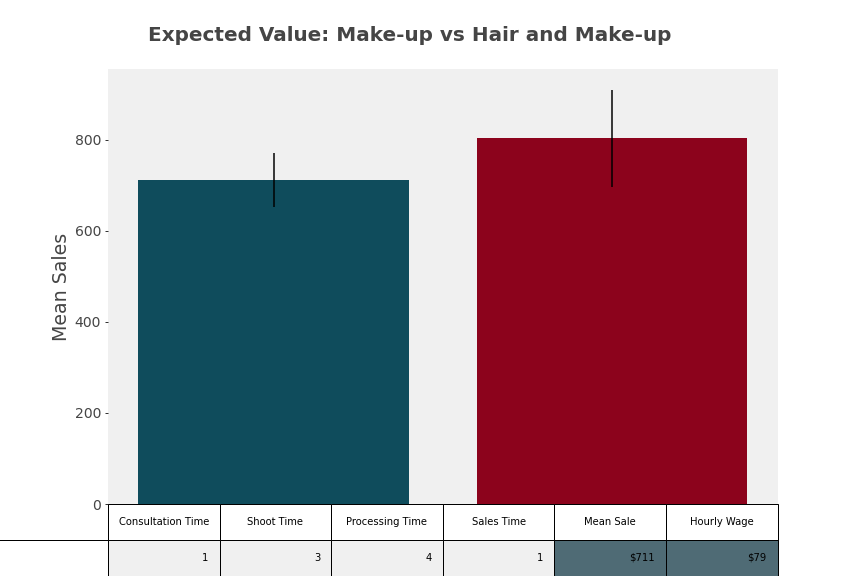 Expected Value: Make-up vs Hair and Make-up
800
600
400
200
0
Mean Sales
Consultation Time Shoot Time Processing Time Sales Time Mean Sale Hourly Wage
1 3 4 1 $711 $79